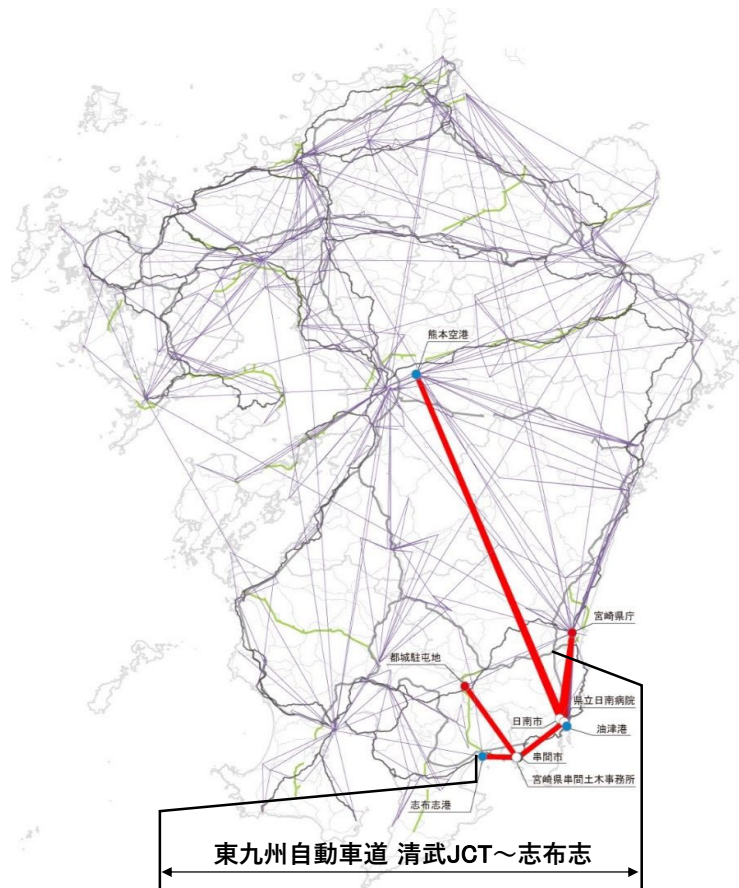 熊本空港
宮崎県庁
都城駐屯地
県立日南病院
日南市
油津港
串間市
宮崎県串間土木事務所
志布志港
東九州自動車道 清武JCT～志布志